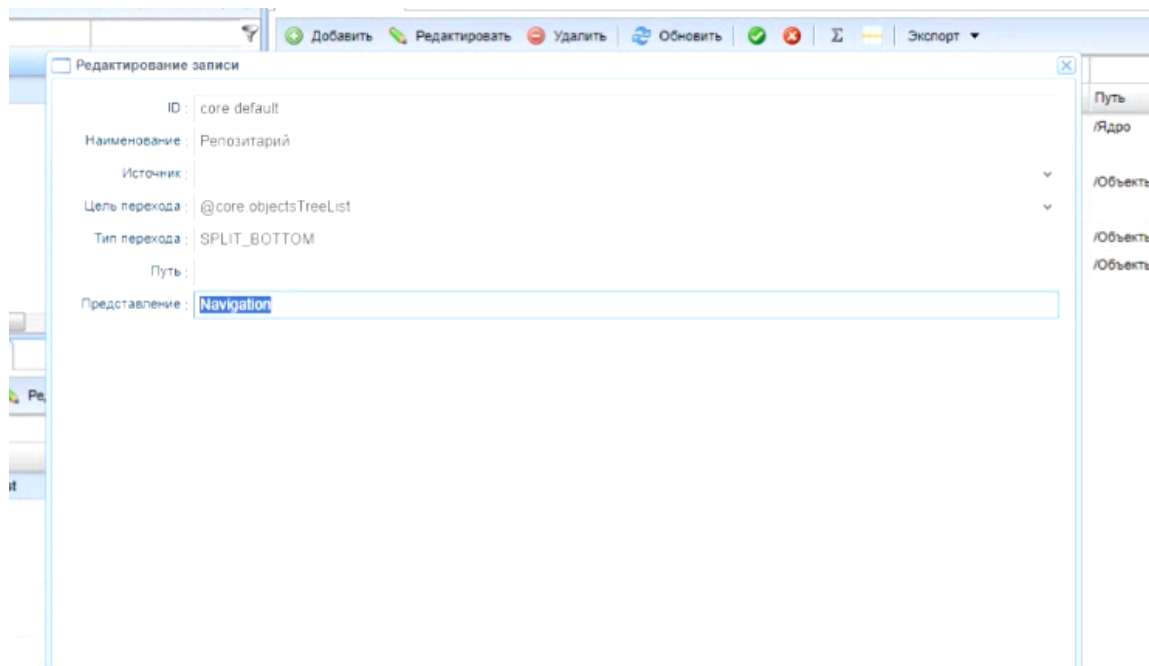 Добавить Редактировать Удалить Обновить Σ Экспорт
Редактирование записи
ID : core default
Наименование : Репозитарий
Источник :
Цель перехода : @core objectsTreeList
Тип перехода : SPLIT_BOTTOM
Путь :
Представление : Navigation
Путь
/Ядро
/Объекты
/Объекты
/Объекты
Ре
st